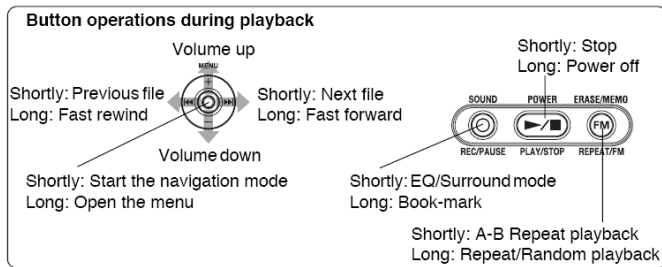 Button operations during playback
Volume up
MENU
+
Shortly: Previous file
Long: Fast rewind
Shortly: Next file
Long: Fast forward
Volume down
Shortly: Start the navigation mode
Long: Open the menu
Shortly: Stop
Long: Power off
SOUND POWER ERASE/MEMO
FM
REC/PAUSE PLAY/STOP REPEAT/FM
Shortly: EQ/Surround mode
Long: Book-mark
Shortly: A-B Repeat playback
Long: Repeat/Random playback